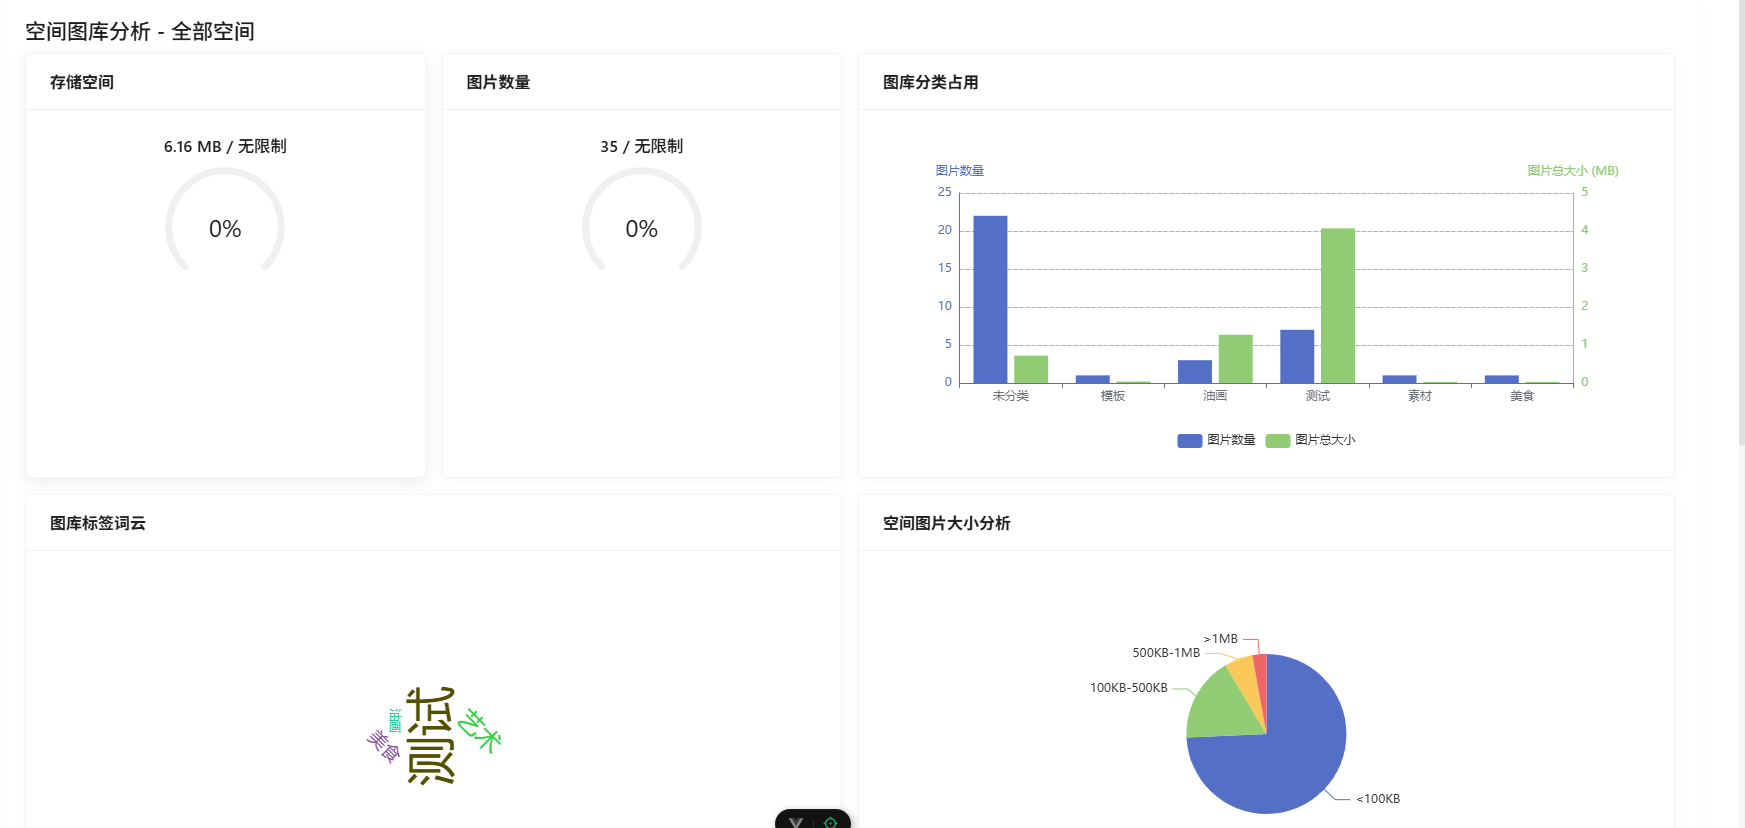 空间图库分析 - 全部空间
存储空间
6.16 MB / 无限制
0%
图片数量
35 / 无限制
0%
图库分类占用
图片数量
图片总大小 (MB)
25
20
15
10
5
0
5
4
3
2
1
0
未分类
模板
油画
测试
素材
美食
图片数量
图片总大小
图库标签词云
测试
艺术
油画
美食
空间图片大小分析
>1MB
500KB-1MB
100KB-500KB
<100KB